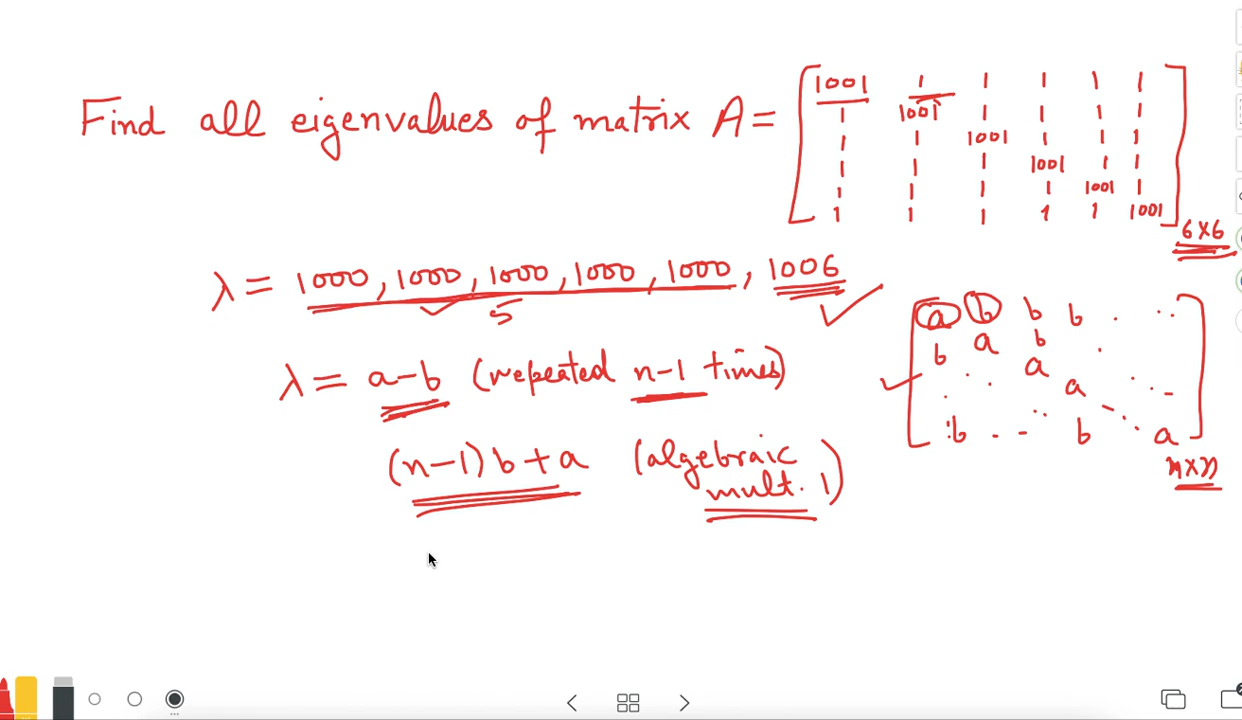 Find all eigenvalues of matrix A =
1001 1 1 1 1 1
1 1001 1 1 1 1
1 1 1001 1 1 1
1 1 1 1001 1 1
1 1 1 1 1001 1
1 1 1 1 1 1001
6×6
λ = 1000, 1000, 1000, 1000, 1000, 1006
5
a b b b . ..
b a b .
. . a
. .. a . . . -
b . . - .. b . . a
n×n
λ = a-b (repeated n-1 times)
(n-1) b + a (algebraic
mult. 1)